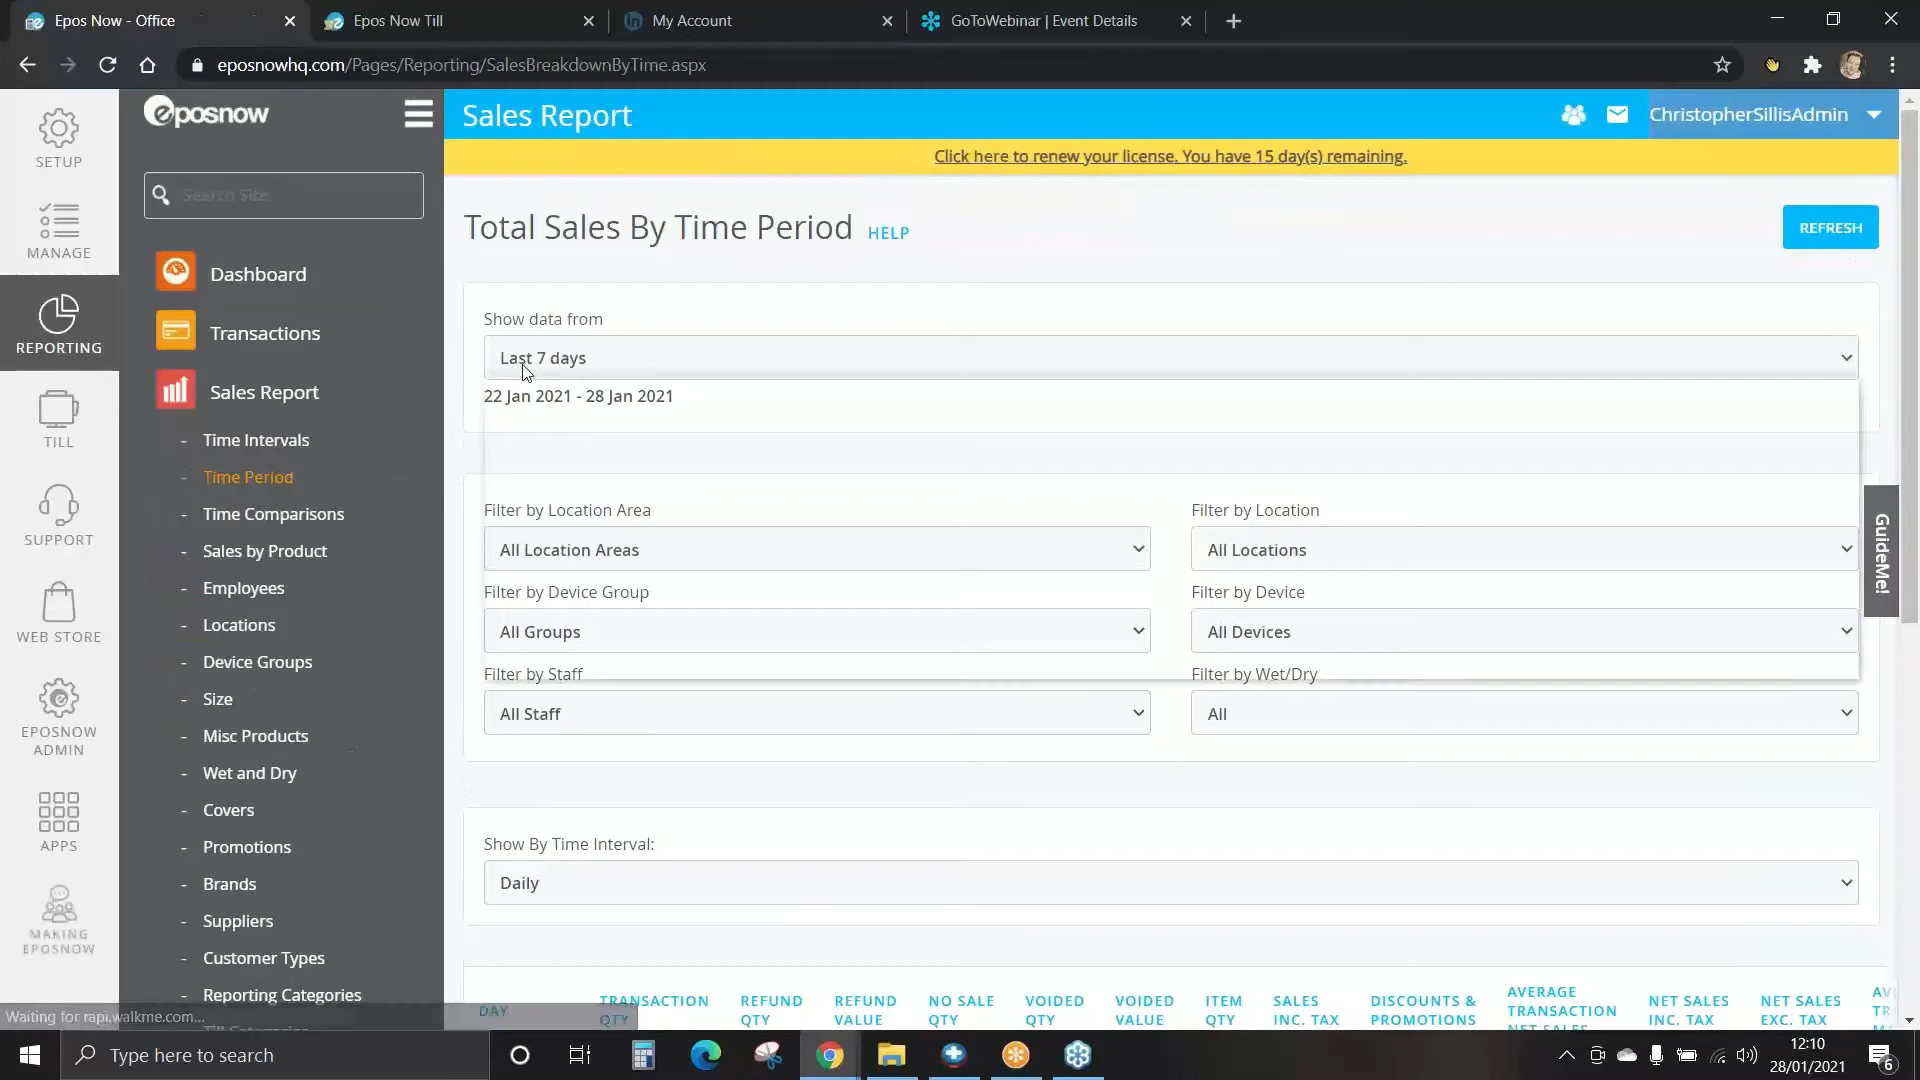 Epos Now - Office
Epos Now Till
My Account
GoToWebinar | Event Details
eposnowhq.com/Pages/Reporting/SalesBreakdownByTime.aspx
SETUP
MANAGE
REPORTING
TILL
SUPPORT
WEB STORE
EPOSNOW
ADMIN
APPS
MAKING
EPOSNOW
eposnow
Search Site
Dashboard
Transactions
Sales Report
- Time Intervals
- Time Period
- Time Comparisons
- Sales by Product
- Employees
- Locations
- Device Groups
- Size
- Misc Products
- Wet and Dry
- Covers
- Promotions
- Brands
- Suppliers
- Customer Types
- Reporting Categories
Waiting for rapi.walkme.com...
Sales Report
ChristopherSillisAdmin
Click here to renew your license. You have 15 day(s) remaining.
Total Sales By Time Period HELP
REFRESH
Show data from
Last 7 days
22 Jan 2021 - 28 Jan 2021
Filter by Location Area
Filter by Location
All Location Areas
All Locations
Filter by Device Group
Filter by Device
All Groups
All Devices
Filter by Staff
Filter by Wet/Dry
All Staff
All
GuideMe!
Show By Time Interval:
Daily
DAY
TRANSACTION
QTY
REFUND
QTY
REFUND
VALUE
NO SALE
QTY
VOIDED
QTY
VOIDED
VALUE
ITEM
QTY
SALES
INC. TAX
DISCOUNTS &
PROMOTIONS
AVERAGE
TRANSACTION
NET SALES
NET SALES
INC. TAX
NET SALES
EXC. TAX
Type here to search
12:10
28/01/2021
6